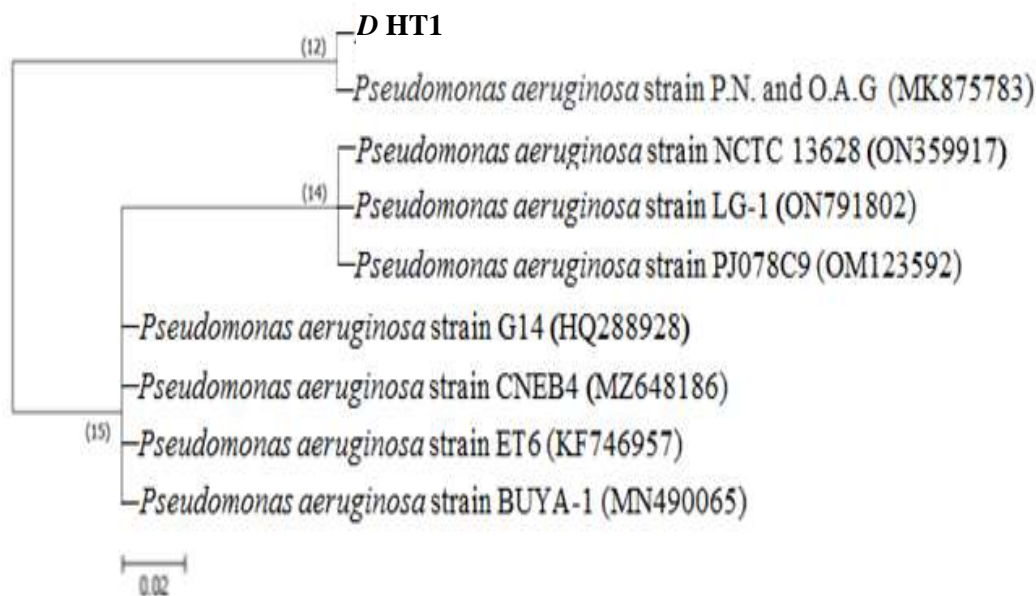 D HT1
(12)
Pseudomonas aeruginosa strain P.N. and O.A.G (MK875783)
Pseudomonas aeruginosa strain NCTC 13628 (ON359917)
(14)
Pseudomonas aeruginosa strain LG-1 (ON791802)
Pseudomonas aeruginosa strain PJ078C9 (OM123592)
Pseudomonas aeruginosa strain G14 (HQ288928)
Pseudomonas aeruginosa strain CNEB4 (MZ648186)
(15)
Pseudomonas aeruginosa strain ET6 (KF746957)
Pseudomonas aeruginosa strain BUYA-1 (MN490065)
0.02